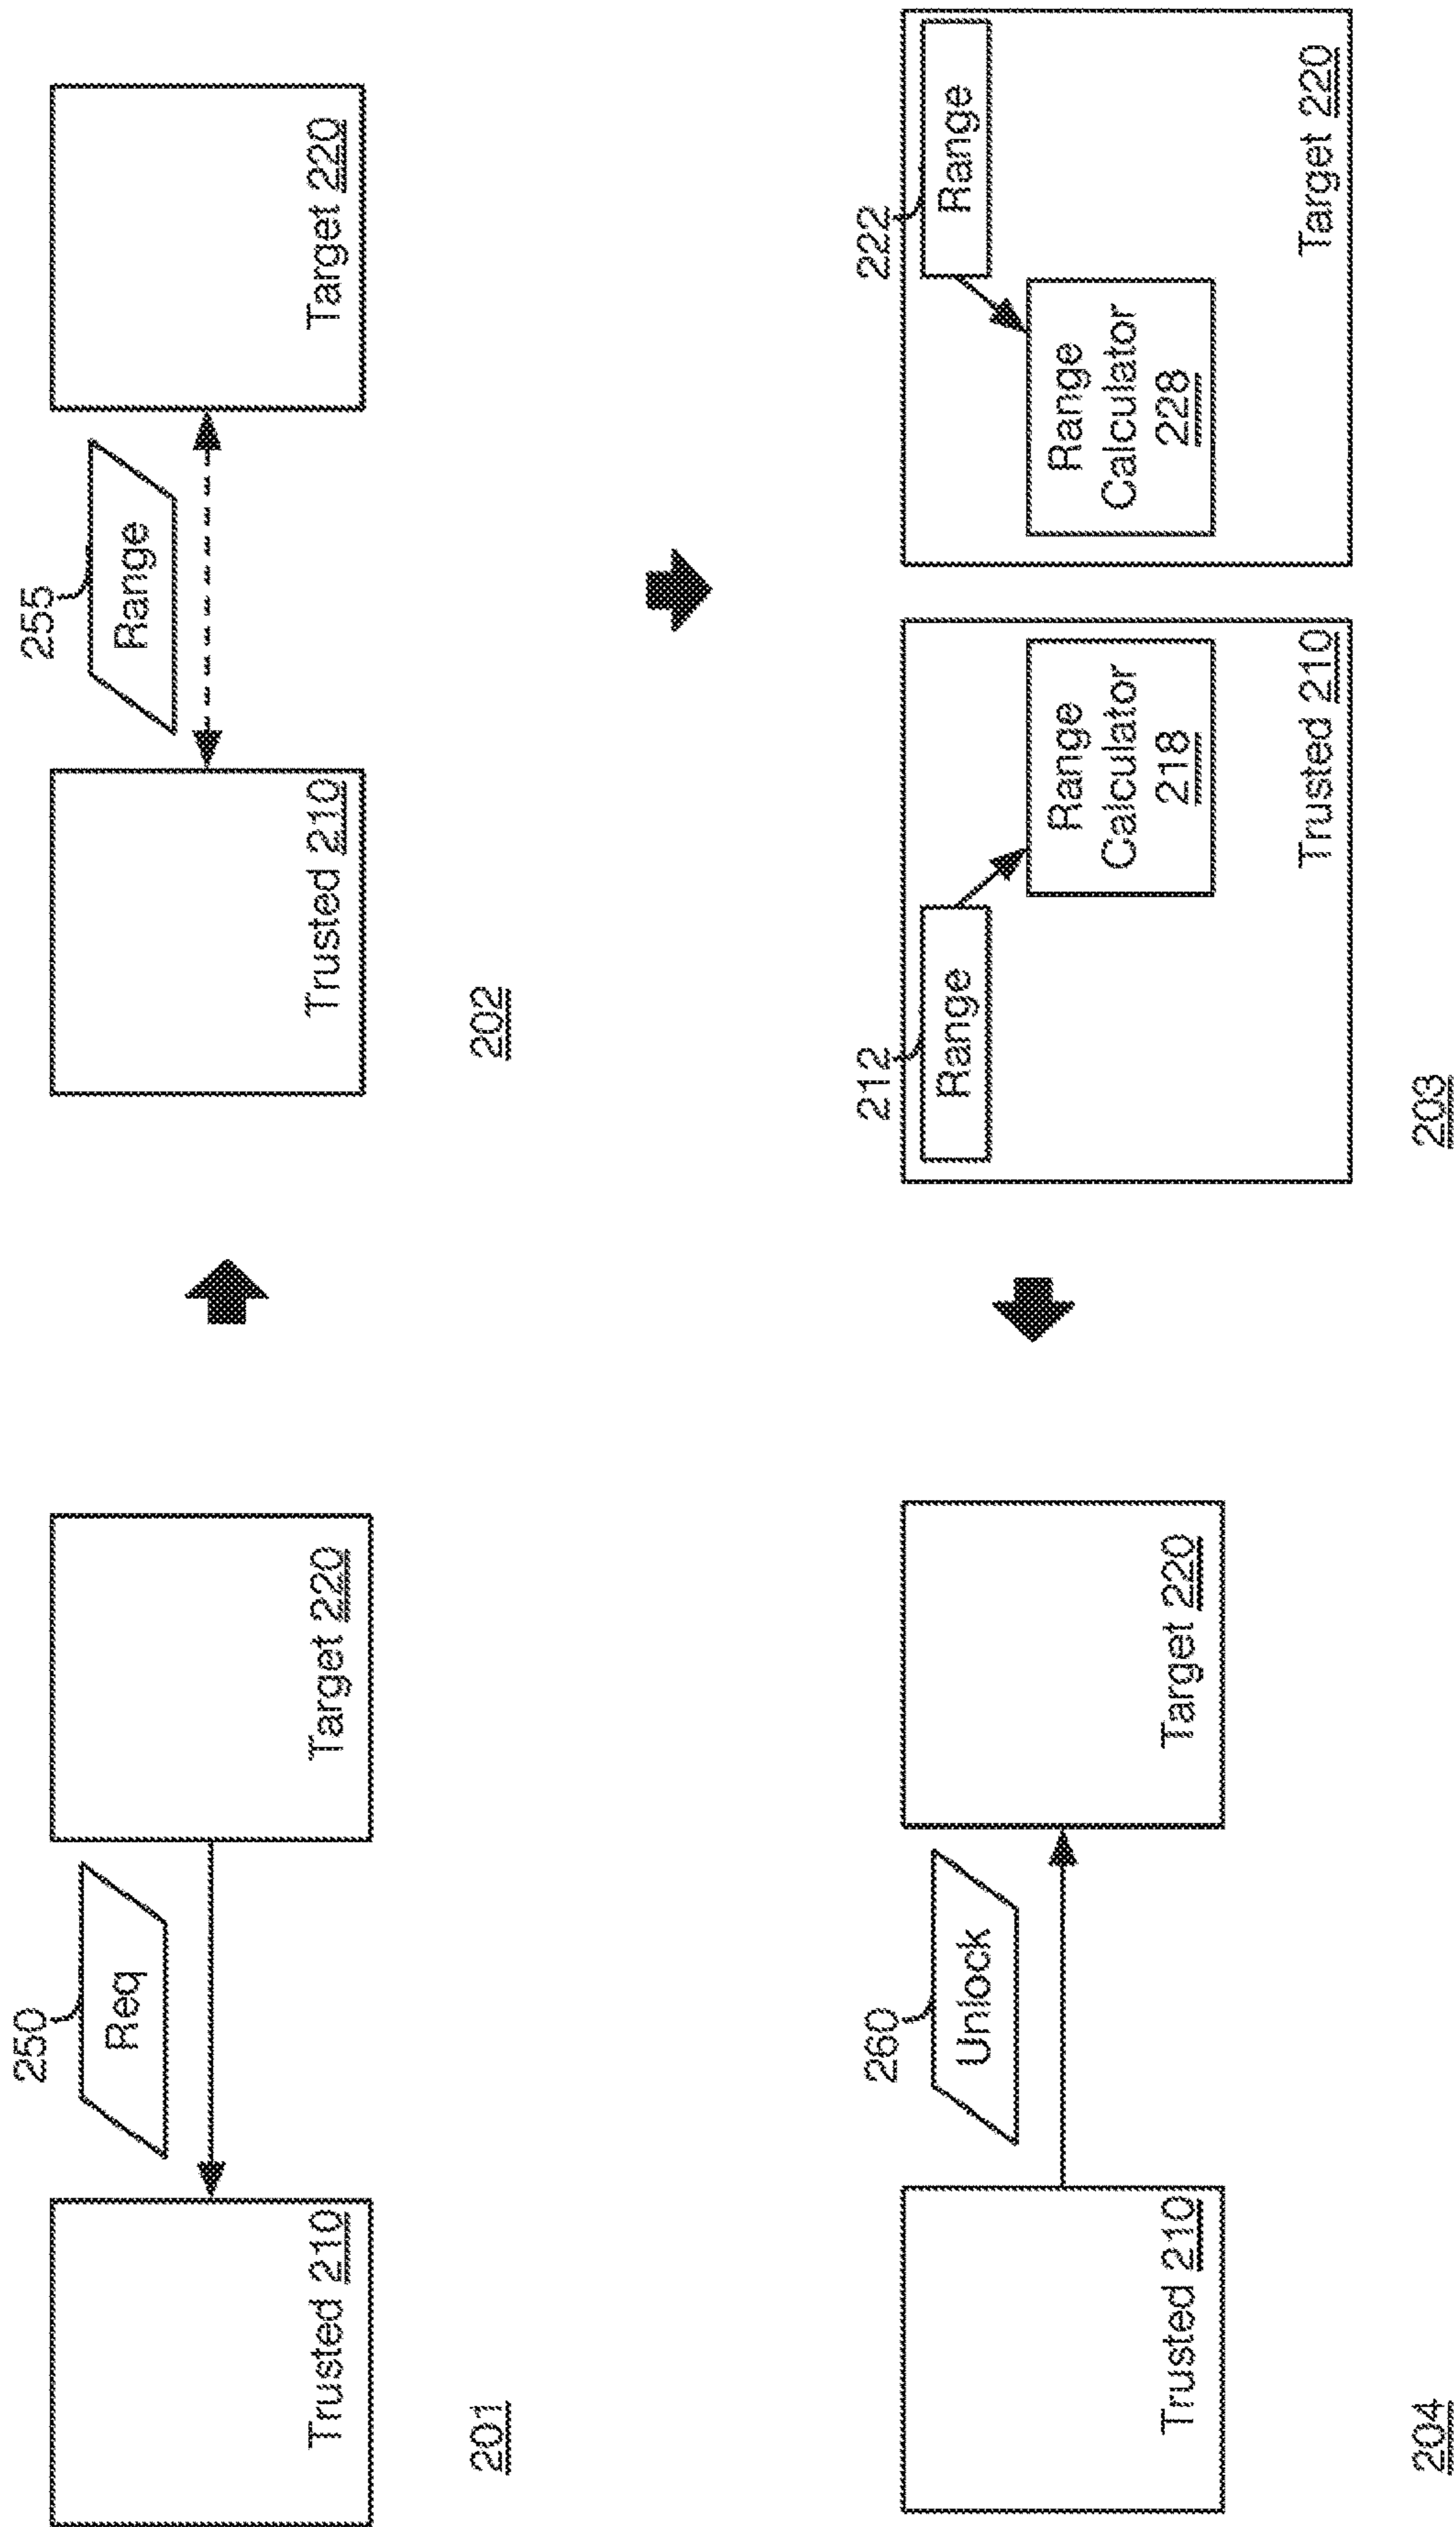 250
Req
Trusted 210
Target 220
201
255
Range
Trusted 210
Target 220
202
212
Range
Range
Calculator
218
Trusted 210
222
Range
Range
Calculator
228
Target 220
203
260
Unlock
Trusted 210
Target 220
204